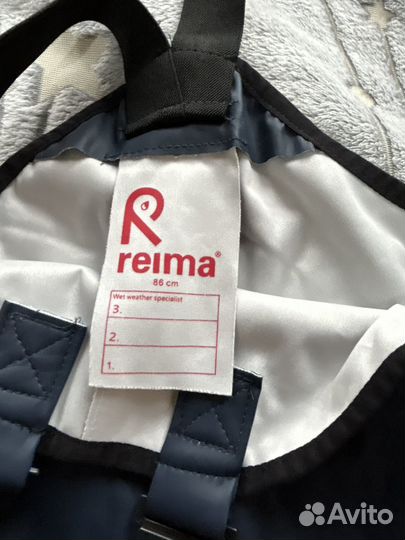 R
reima®
86 cm
Wet weather specialist
3.
2.
1.
Avito